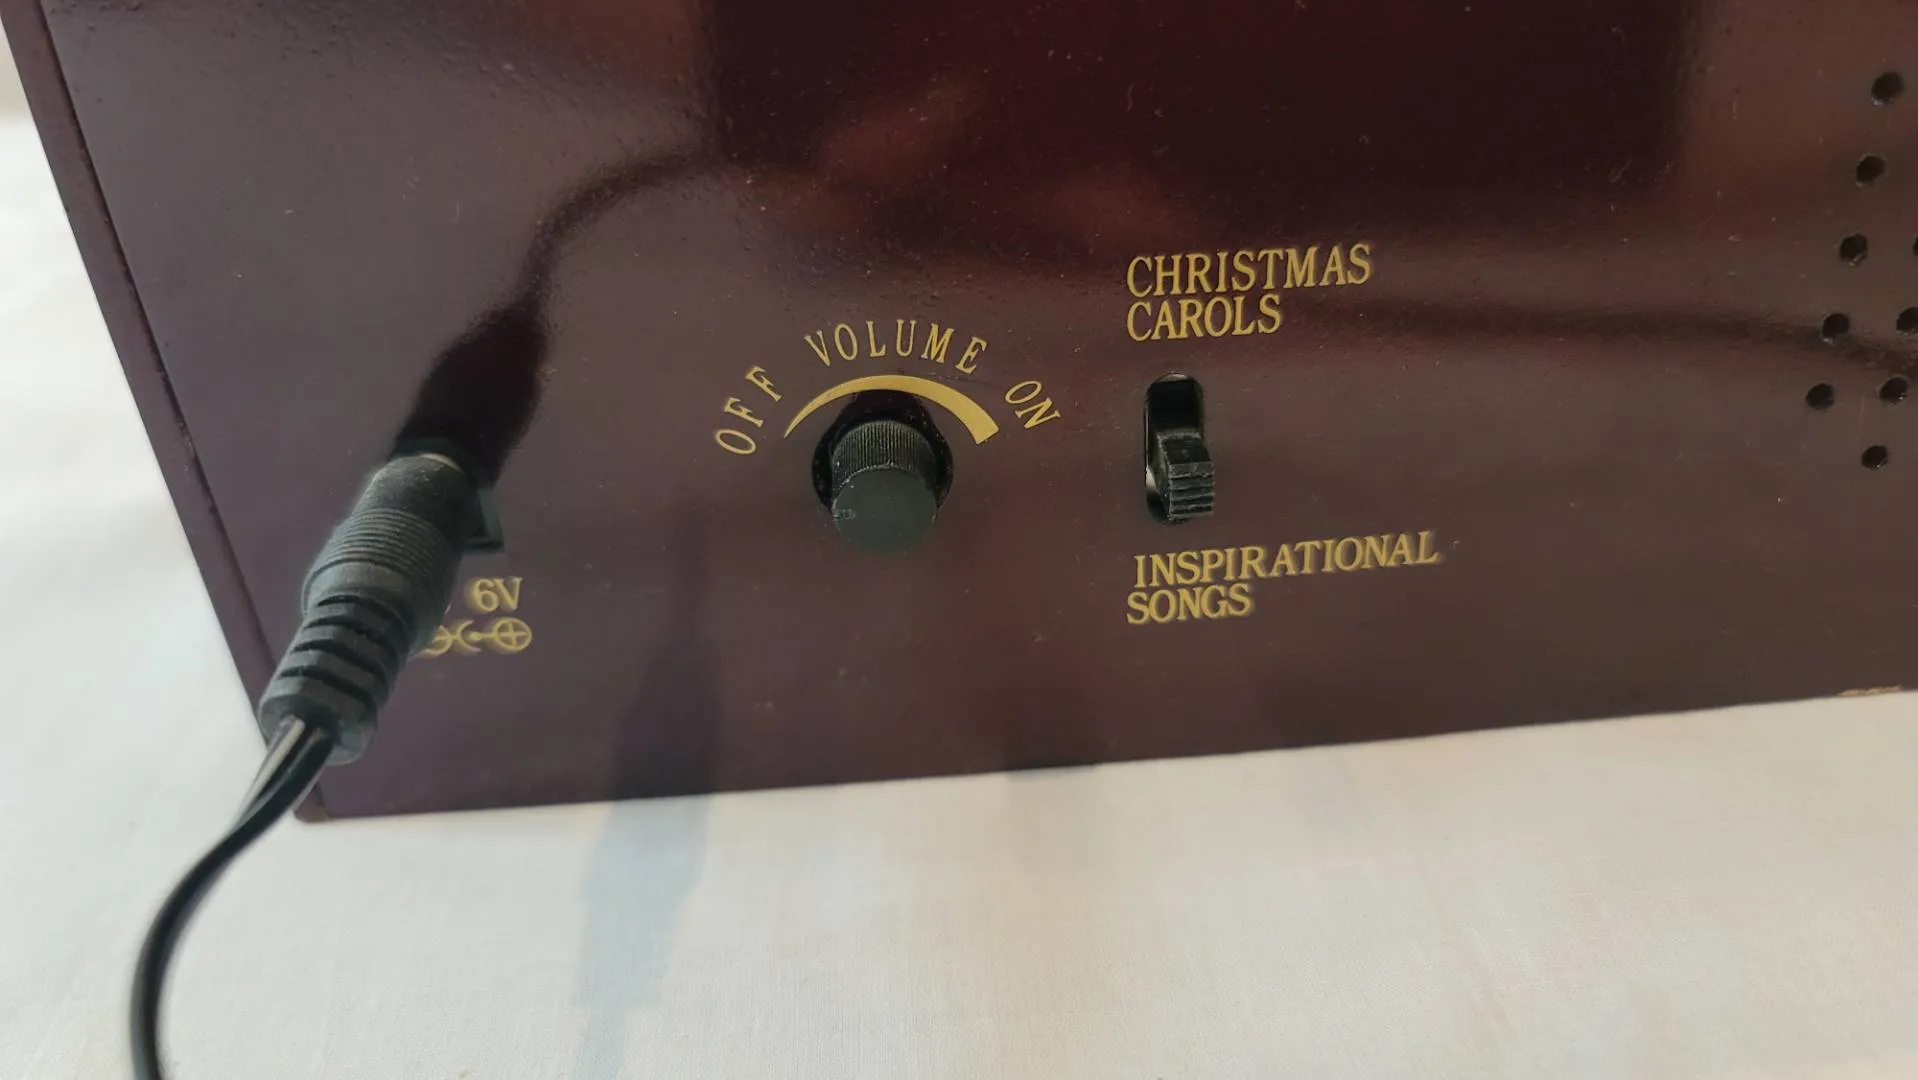 OFF VOLUME ON
CHRISTMAS
CAROLS
INSPIRATIONAL
SONGS
6V